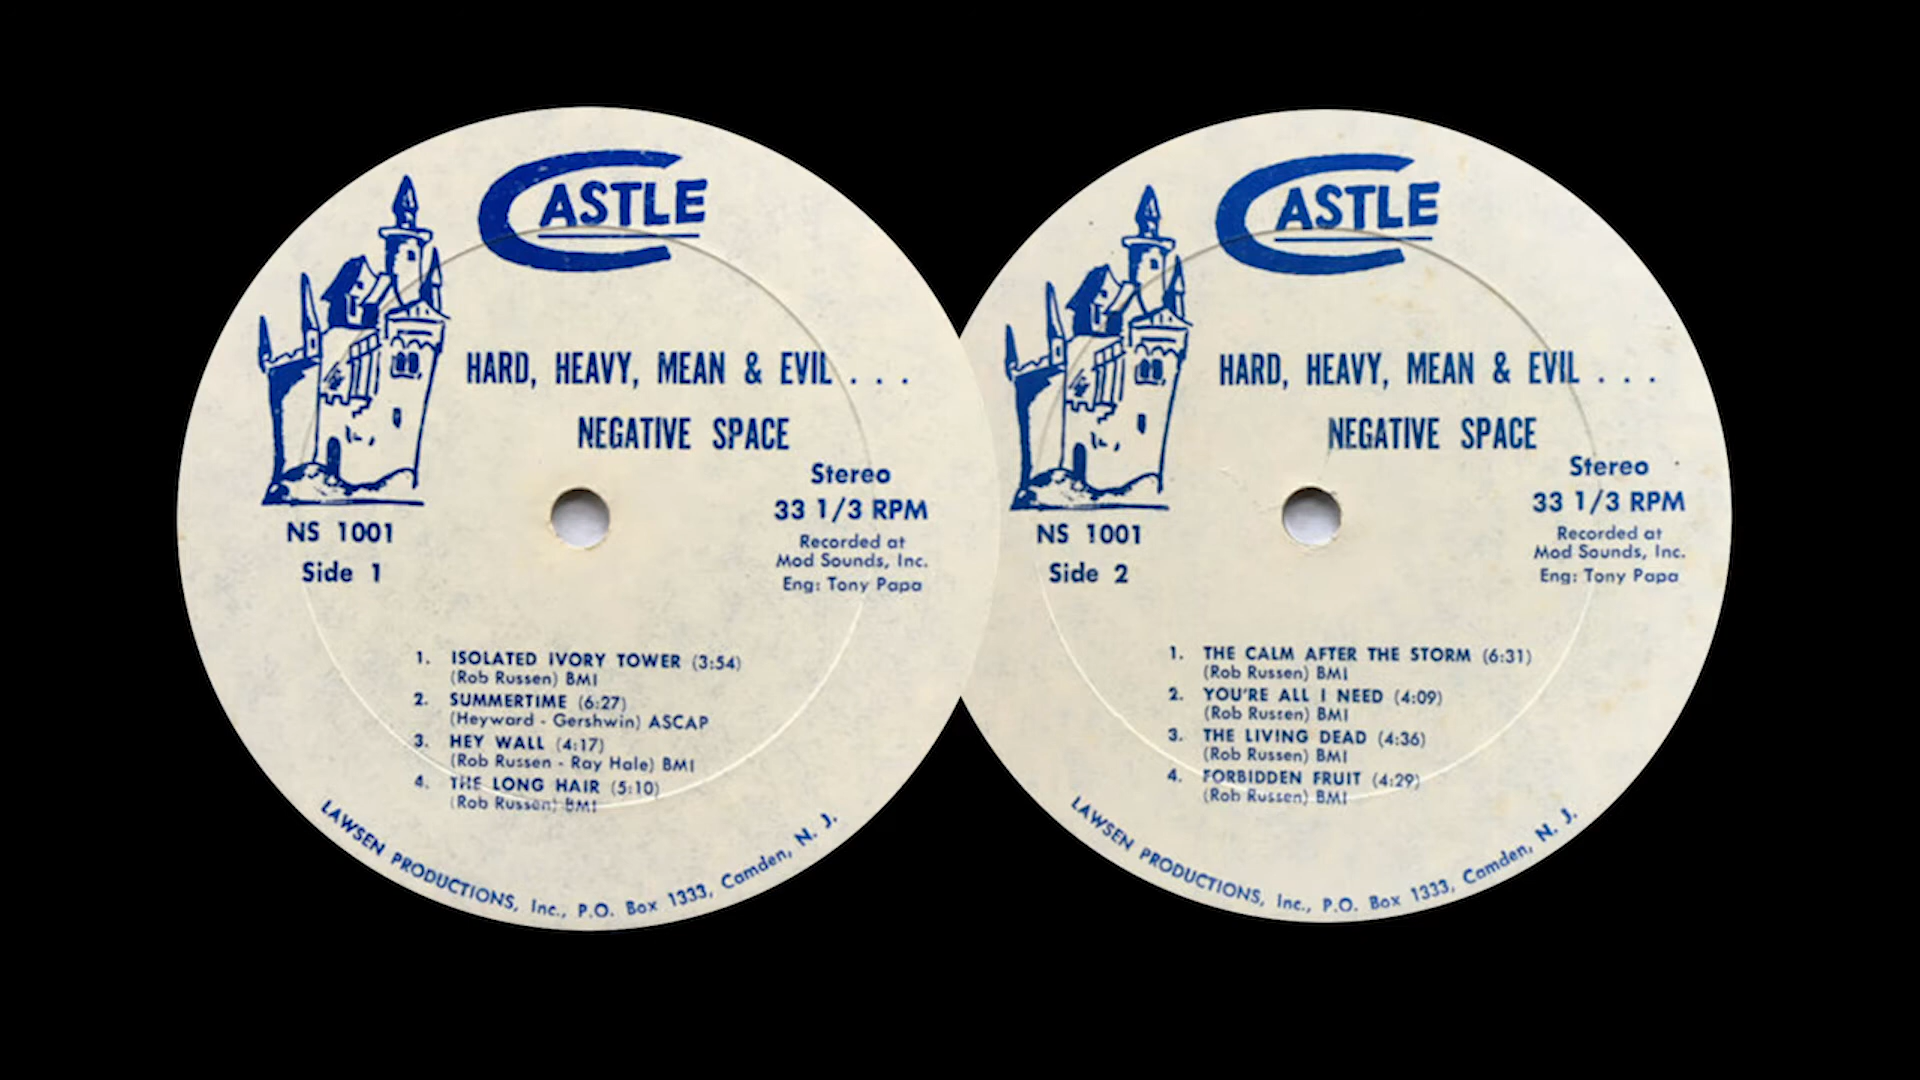 CASTLE
HARD, HEAVY, MEAN & EVIL . . .
NEGATIVE SPACE
Stereo
33 1/3 RPM
Recorded at
Mod Sounds, Inc.
Eng: Tony Papa
NS 1001
Side 1
1. ISOLATED IVORY TOWER (3:54)
(Rob Russen) BMI
2. SUMMERTIME (6:27)
(Heyward - Gershwin) ASCAP
3. HEY WALL (4:17)
(Rob Russen - Ray Hale) BMI
4. THE LONG HAIR (5:10)
(Rob Russen) BMI
LAWSEN PRODUCTIONS, Inc., P.O. Box 1333, Camden, N. J.
CASTLE
HARD, HEAVY, MEAN & EVIL . . .
NEGATIVE SPACE
Stereo
33 1/3 RPM
Recorded at
Mod Sounds, Inc.
Eng: Tony Papa
NS 1001
Side 2
1. THE CALM AFTER THE STORM (6:31)
(Rob Russen) BMI
2. YOU'RE ALL I NEED (4:09)
(Rob Russen) BMI
3. THE LIVING DEAD (4:36)
(Rob Russen) BMI
4. FORBIDDEN FRUIT (4:29)
(Rob Russen) BMI
LAWSEN PRODUCTIONS, Inc., P.O. Box 1333, Camden, N. J.